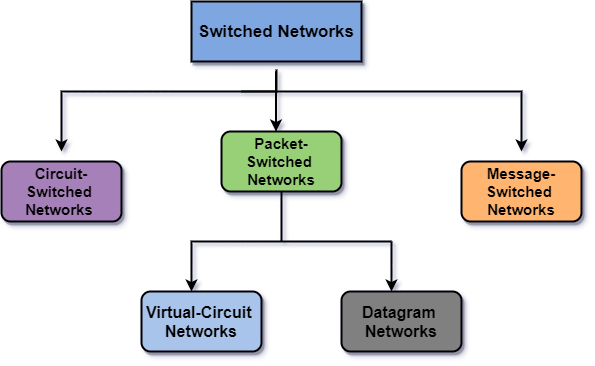 Switched Networks
Packet-
Switched
Networks
Circuit-
Switched
Networks
Message-
Switched
Networks
Virtual-Circuit
Networks
Datagram
Networks